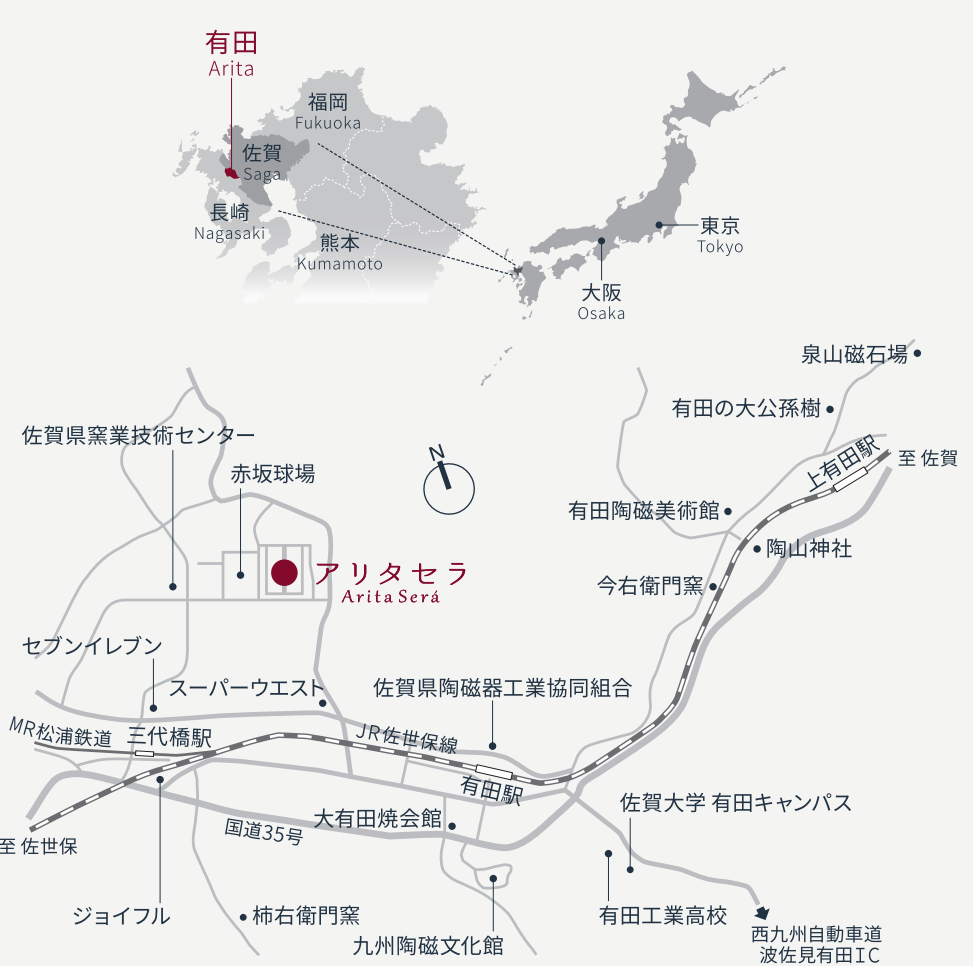 有田
Arita
福岡
Fukuoka
佐賀
Saga
長崎
Nagasaki
熊本
Kumamoto
東京
Tokyo
大阪
Osaka
泉山磁石場
有田の大公孫樹
佐賀県窯業技術センター
赤坂球場
N
上有田駅
至 佐賀
有田陶磁美術館
陶山神社
アリタセラ
Arita Será
今右衛門窯
セブンイレブン
スーパーウエスト
佐賀県陶磁器工業協同組合
MR松浦鉄道
三代橋駅
JR佐世保線
有田駅
佐賀大学 有田キャンパス
大有田焼会館
国道35号
至 佐世保
ジョイフル
柿右衛門窯
有田工業高校
九州陶磁文化館
西九州自動車道
波佐見有田IC